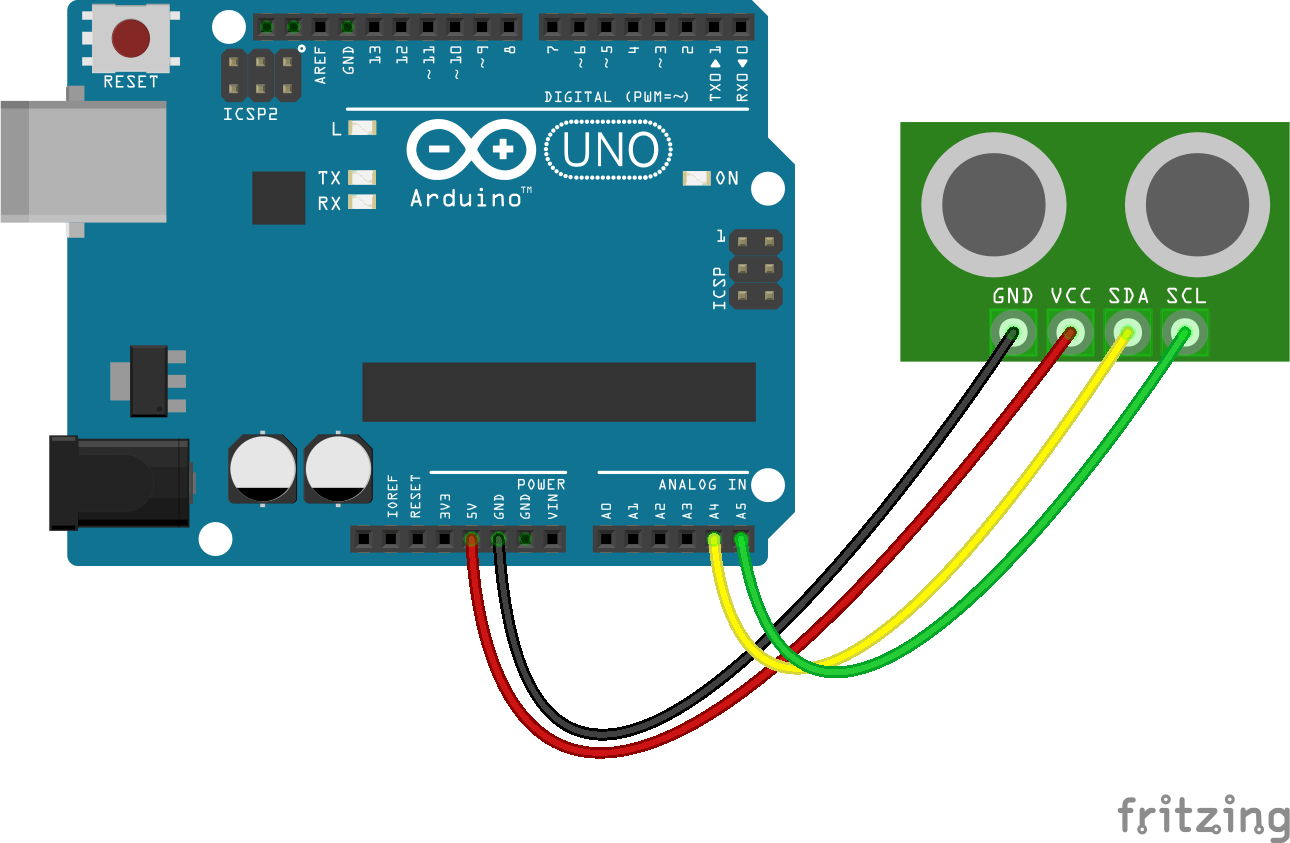 RESET
ICSP2
AREF
GND
13
12
~11
~10
~9
8
7
~6
~5
4
~3
2
TX0▶1
RX0◀0
DIGITAL (PWM=~)
L
TX
RX
Arduino™
UNO
ON
1
ICSP
GND VCC SDA SCL
POWER
ANALOG IN
IOREF
RESET
3V3
5V
GND
GND
VIN
A0
A1
A2
A3
A4
A5
fritzing